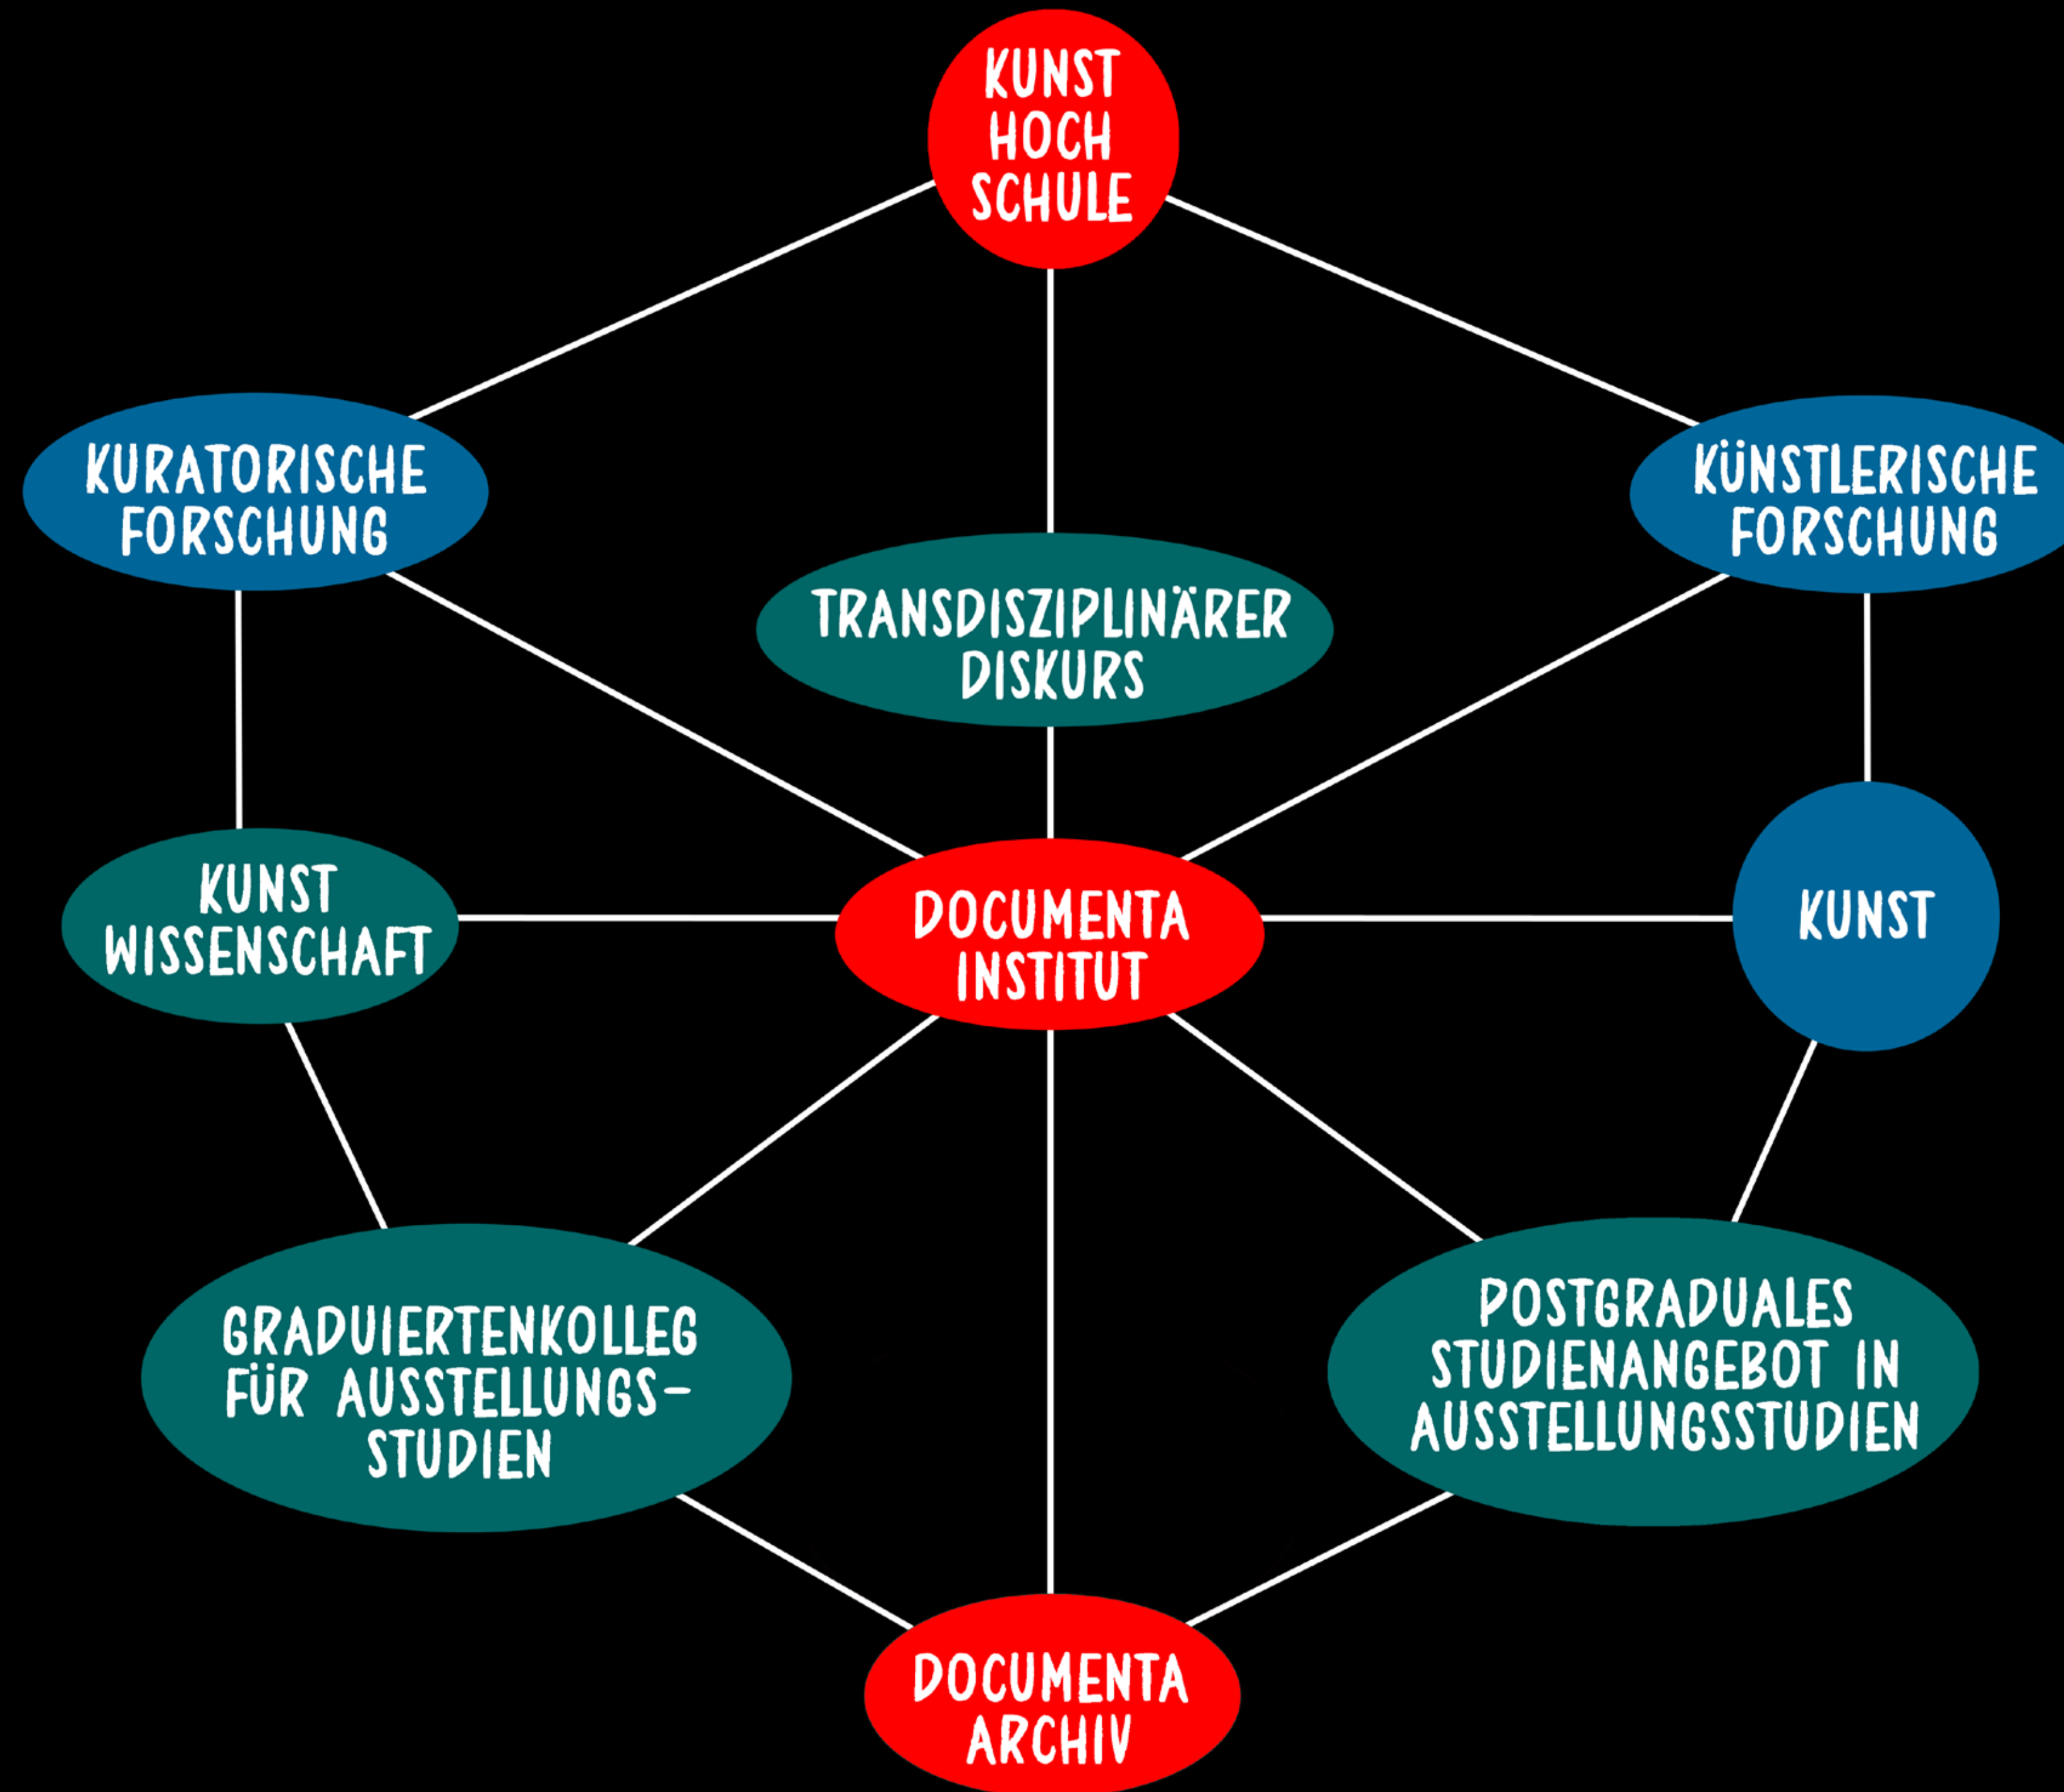 KUNST
HOCH
SCHULE
KURATORISCHE
FORSCHUNG
KÜNSTLERISCHE
FORSCHUNG
TRANSDISZIPLINÄRER
DISKURS
KUNST
WISSENSCHAFT
DOCUMENTA
INSTITUT
KUNST
GRADUIERTENKOLLEG
FÜR AUSSTELLUNGS-
STUDIEN
POSTGRADUALES
STUDIENANGEBOT IN
AUSSTELLUNGSSTUDIEN
DOCUMENTA
ARCHIV